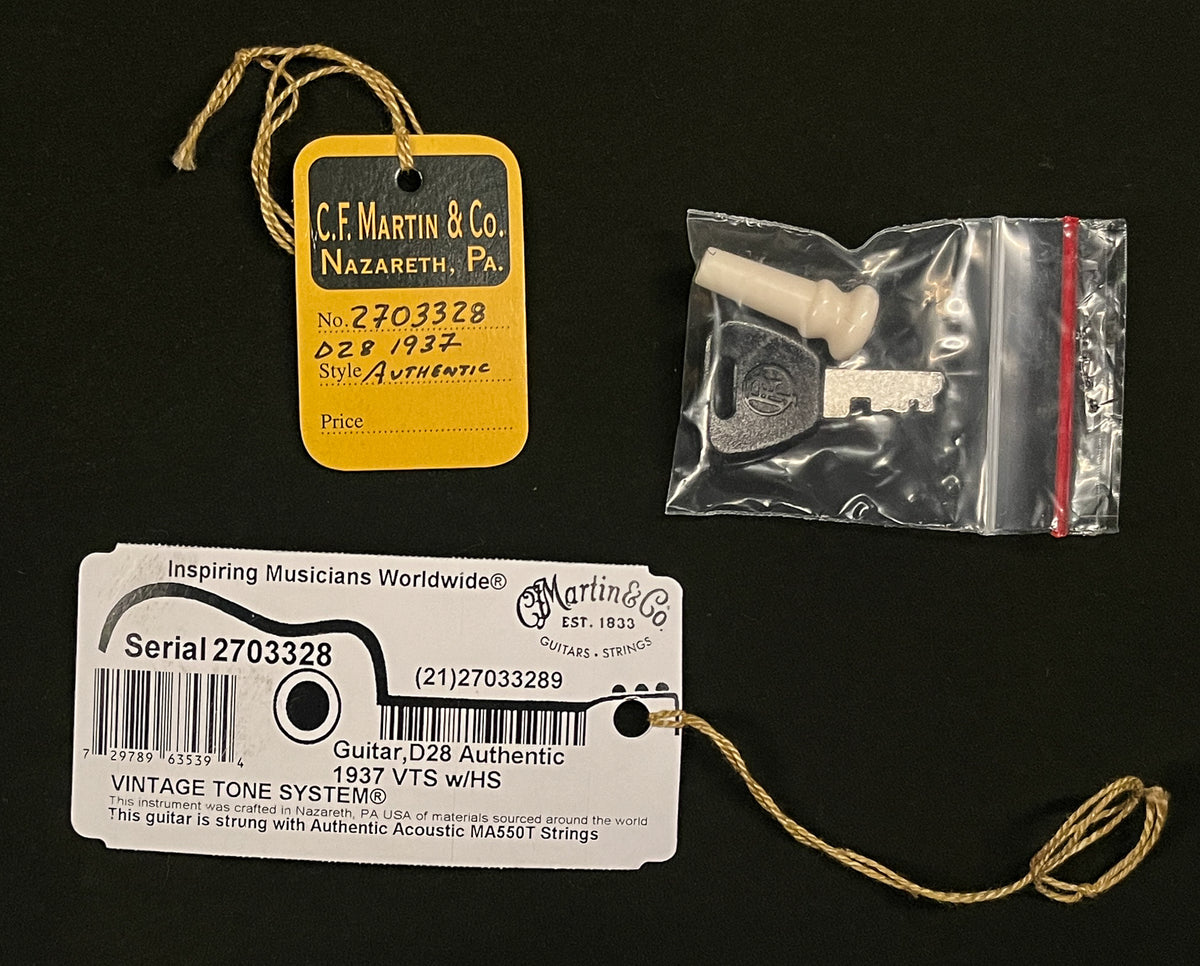 C.F. MARTIN & CO.
NAZARETH, PA.
No. 2703328
D28 1937
Style AUTHENTIC
Price
Inspiring Musicians Worldwide®
CF Martin & Co.
EST. 1833
GUITARS • STRINGS
Serial 2703328
(21)27033289
7 29789 63539 4
Guitar,D28 Authentic
1937 VTS w/HS
VINTAGE TONE SYSTEM®
This instrument was crafted in Nazareth, PA USA of materials sourced around the world
This guitar is strung with Authentic Acoustic MA550T Strings